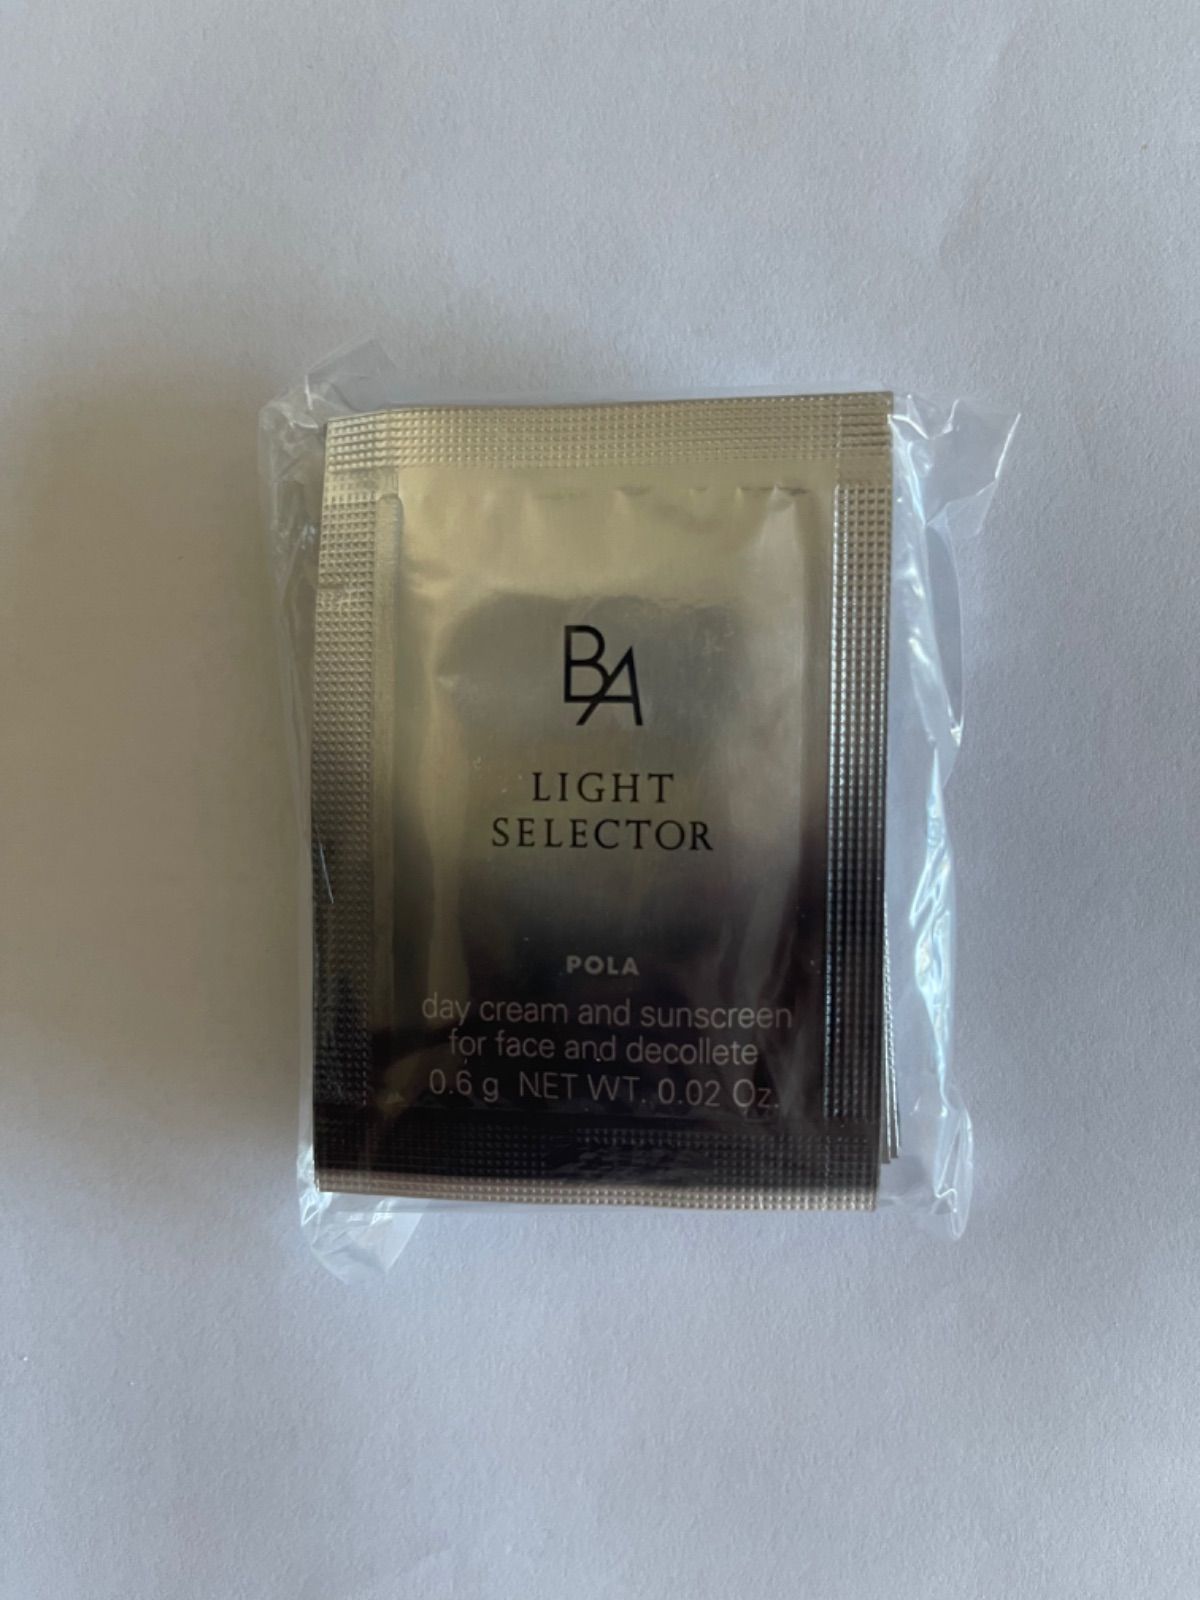 BA
LIGHT
SELECTOR
POLA
day cream and sunscreen
for face and decollete
0.6 g NET WT. 0.02 Oz.